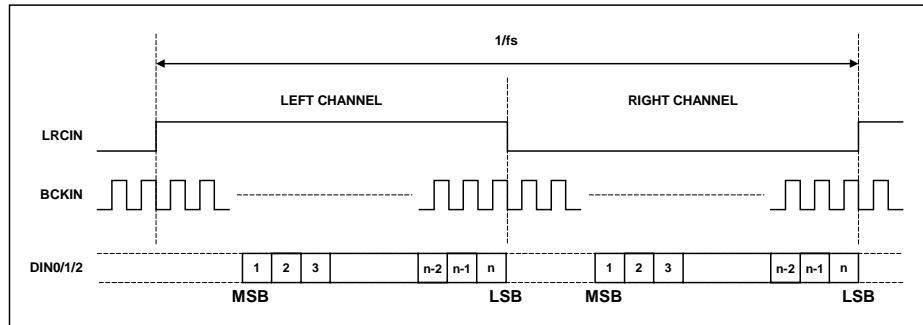 1/fs
LEFT CHANNEL RIGHT CHANNEL
LRCIN
BCKIN
DIN0/1/2 1 2 3 n-2 n-1 n 1 2 3 n-2 n-1 n
MSB LSB MSB LSB